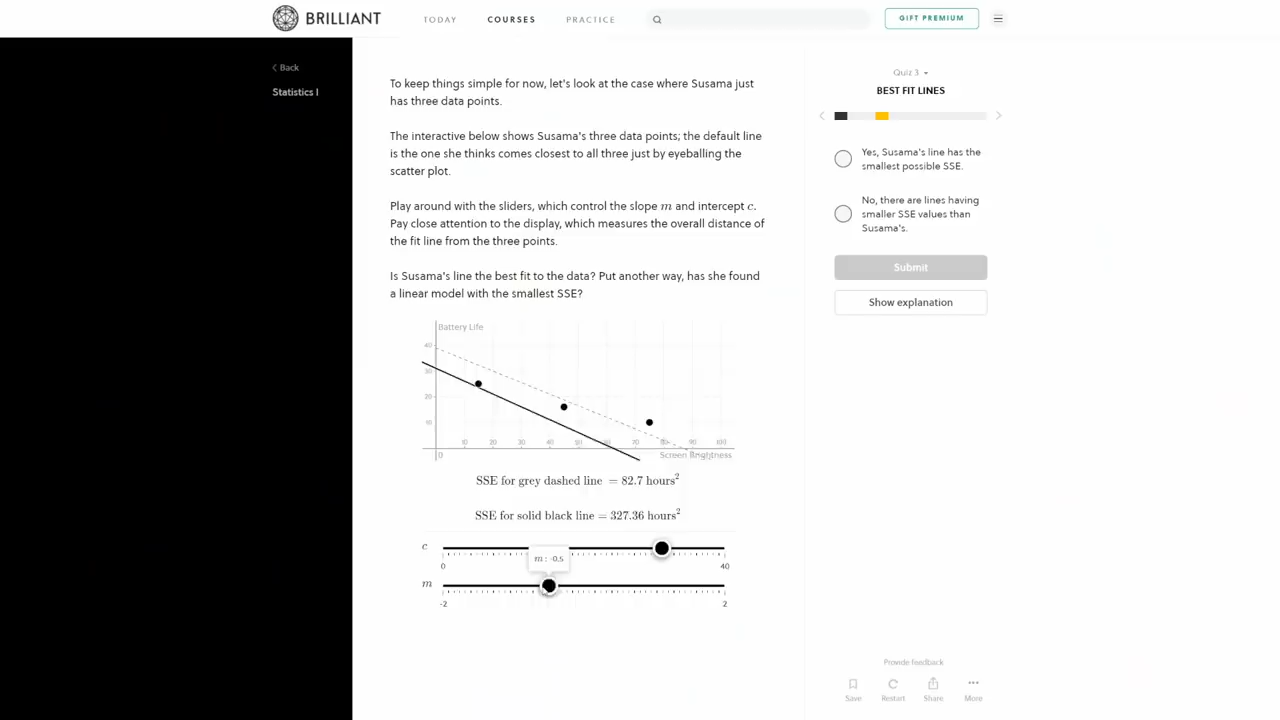 BRILLIANT
TODAY COURSES PRACTICE
GIFT PREMIUM
Back
Statistics I
To keep things simple for now, let's look at the case where Susama just
has three data points.
The interactive below shows Susama's three data points; the default line
is the one she thinks comes closest to all three just by eyeballing the
scatter plot.
Play around with the sliders, which control the slope m and intercept c.
Pay close attention to the display, which measures the overall distance of
the fit line from the three points.
Is Susama's line the best fit to the data? Put another way, has she found
a linear model with the smallest SSE?
Battery Life
40
30
20
10
0
10 20 30 40 50 60 70 80 90 100
Screen Brightness
SSE for grey dashed line = 82.7 hours²
SSE for solid black line = 327.36 hours²
c
0 40
m : -0.5
m
-2 2
Quiz 3
BEST FIT LINES
Yes, Susama's line has the
smallest possible SSE.
No, there are lines having
smaller SSE values than
Susama's.
Submit
Show explanation
Provide feedback
Save Restart Share More